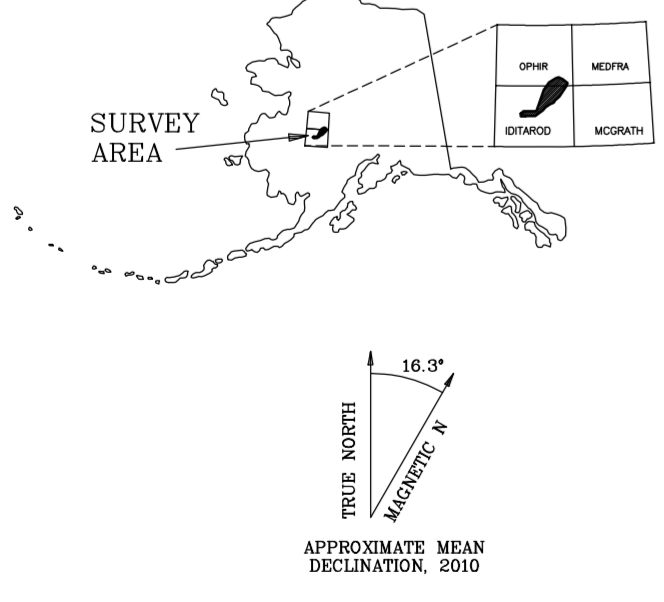 OPHIR
MEDFRA
IDITAROD
MCGRATH
SURVEY
AREA
16.3°
TRUE NORTH
MAGNETIC N
APPROXIMATE MEAN
DECLINATION, 2010